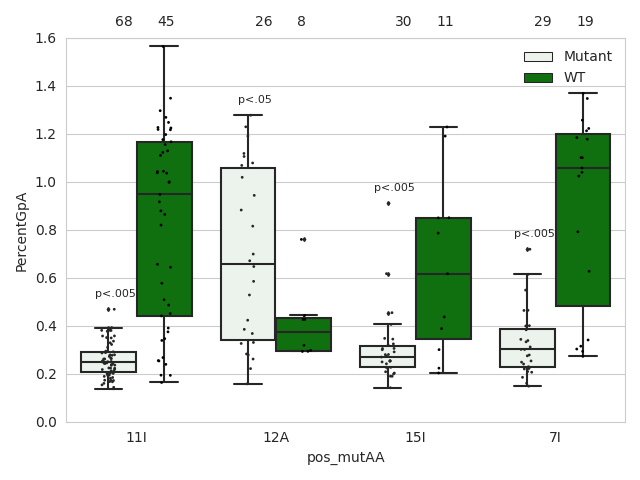 68 45 26 8 30 11 29 19
1.6
1.4
1.2
1.0
0.8
0.6
0.4
0.2
0.0
PercentGpA
Mutant
WT
p<.005
p<.05
p<.005
p<.005
11I 12A 15I 7I
pos_mutAA